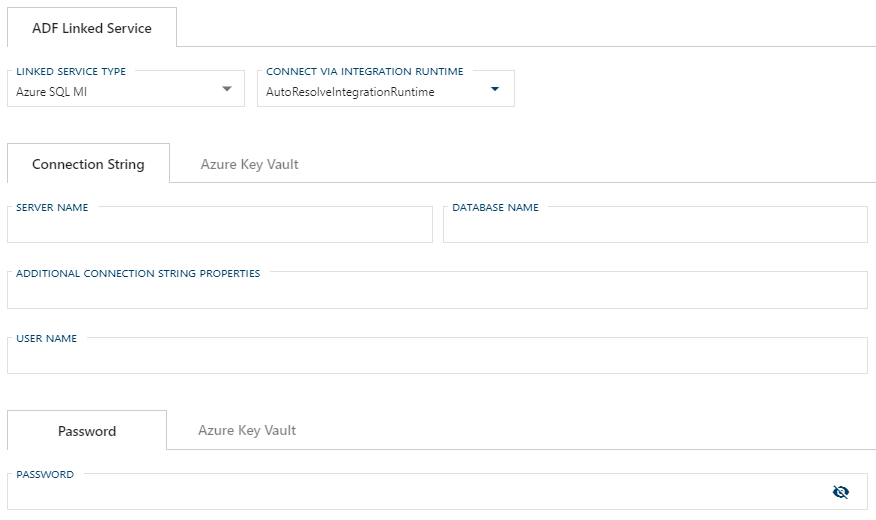 ADF Linked Service
LINKED SERVICE TYPE
Azure SQL MI
CONNECT VIA INTEGRATION RUNTIME
AutoResolveIntegrationRuntime
Connection String
Azure Key Vault
SERVER NAME
DATABASE NAME
ADDITIONAL CONNECTION STRING PROPERTIES
USER NAME
Password
Azure Key Vault
PASSWORD